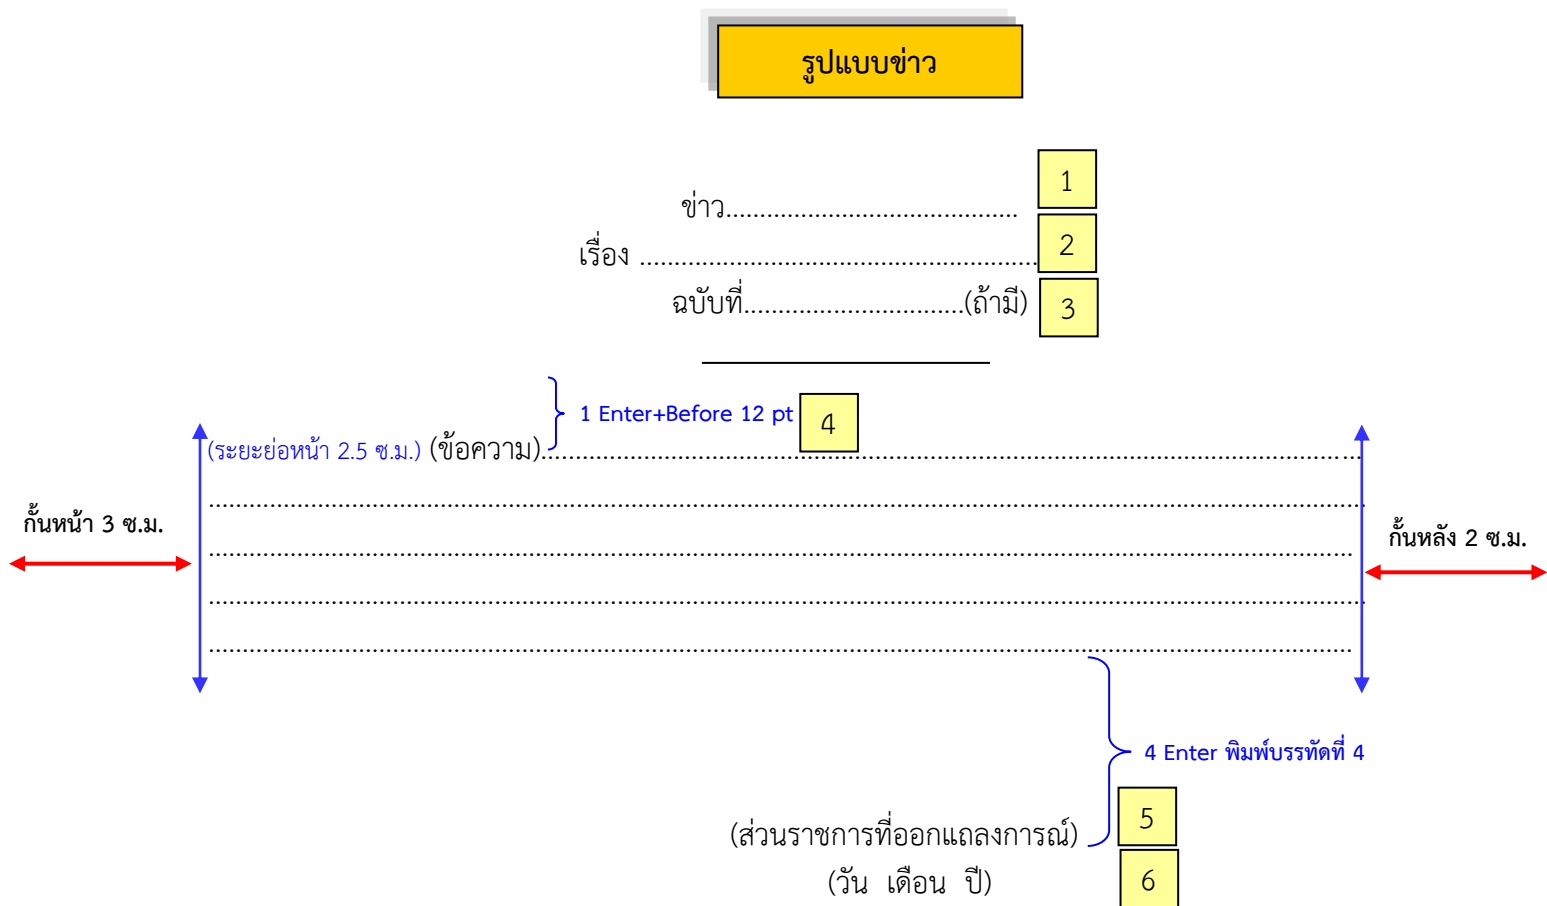 รูปแบบข่าว
ข่าว.......................................... 1
เรื่อง .......................................................... 2
ฉบับที่................................(ถ้ามี) 3
1 Enter+Before 12 pt 4
(ระยะย่อหน้า 2.5 ซ.ม.) (ข้อความ)........................................................................................................................
..........................................................................................................................................................................
กั้นหน้า 3 ซ.ม.
กั้นหลัง 2 ซ.ม.
........................................................................................................................................................................
..........................................................................................................................................................................
........................................................................................................................................................................
4 Enter พิมพ์บรรทัดที่ 4
(ส่วนราชการที่ออกแถลงการณ์) 5
(วัน เดือน ปี) 6